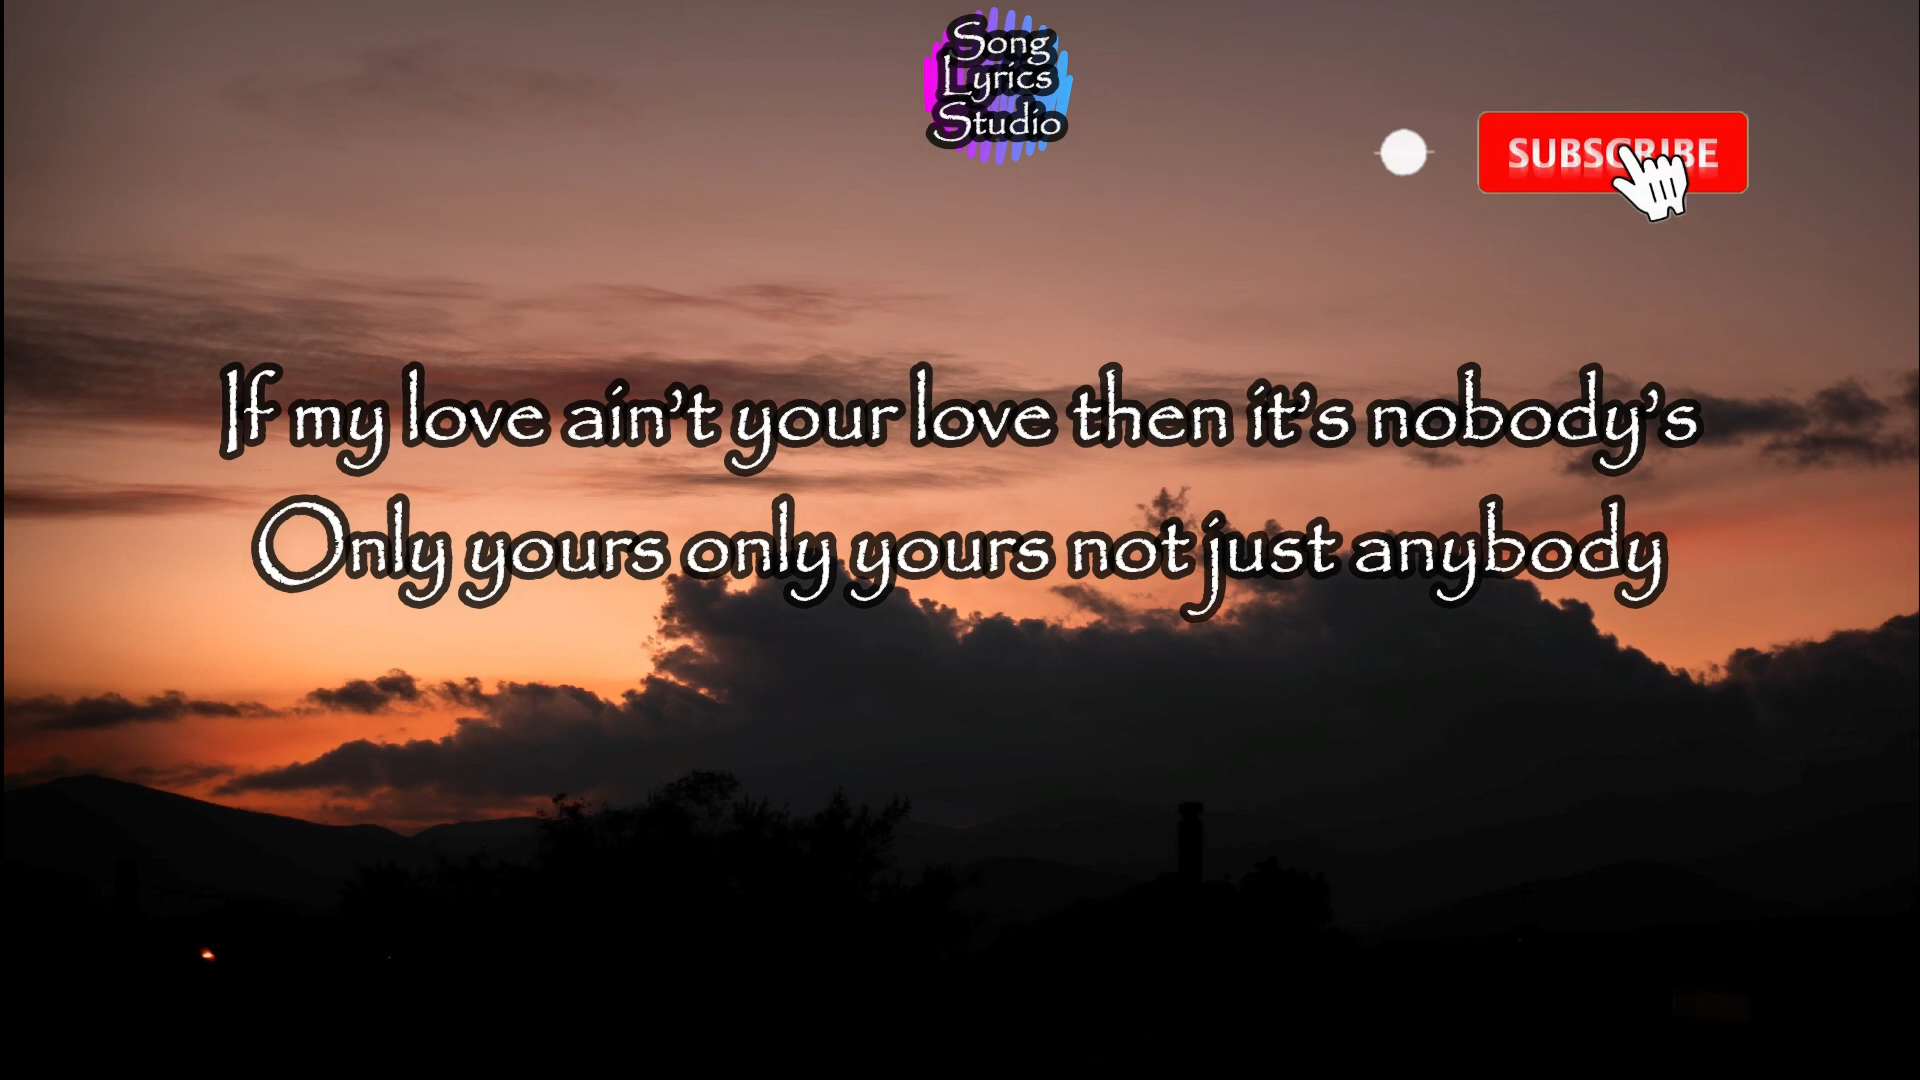 Song
Lyrics
Studio
SUBSCRIBE
If my love ain't your love then it's nobody's
Only yours only yours not just anybody